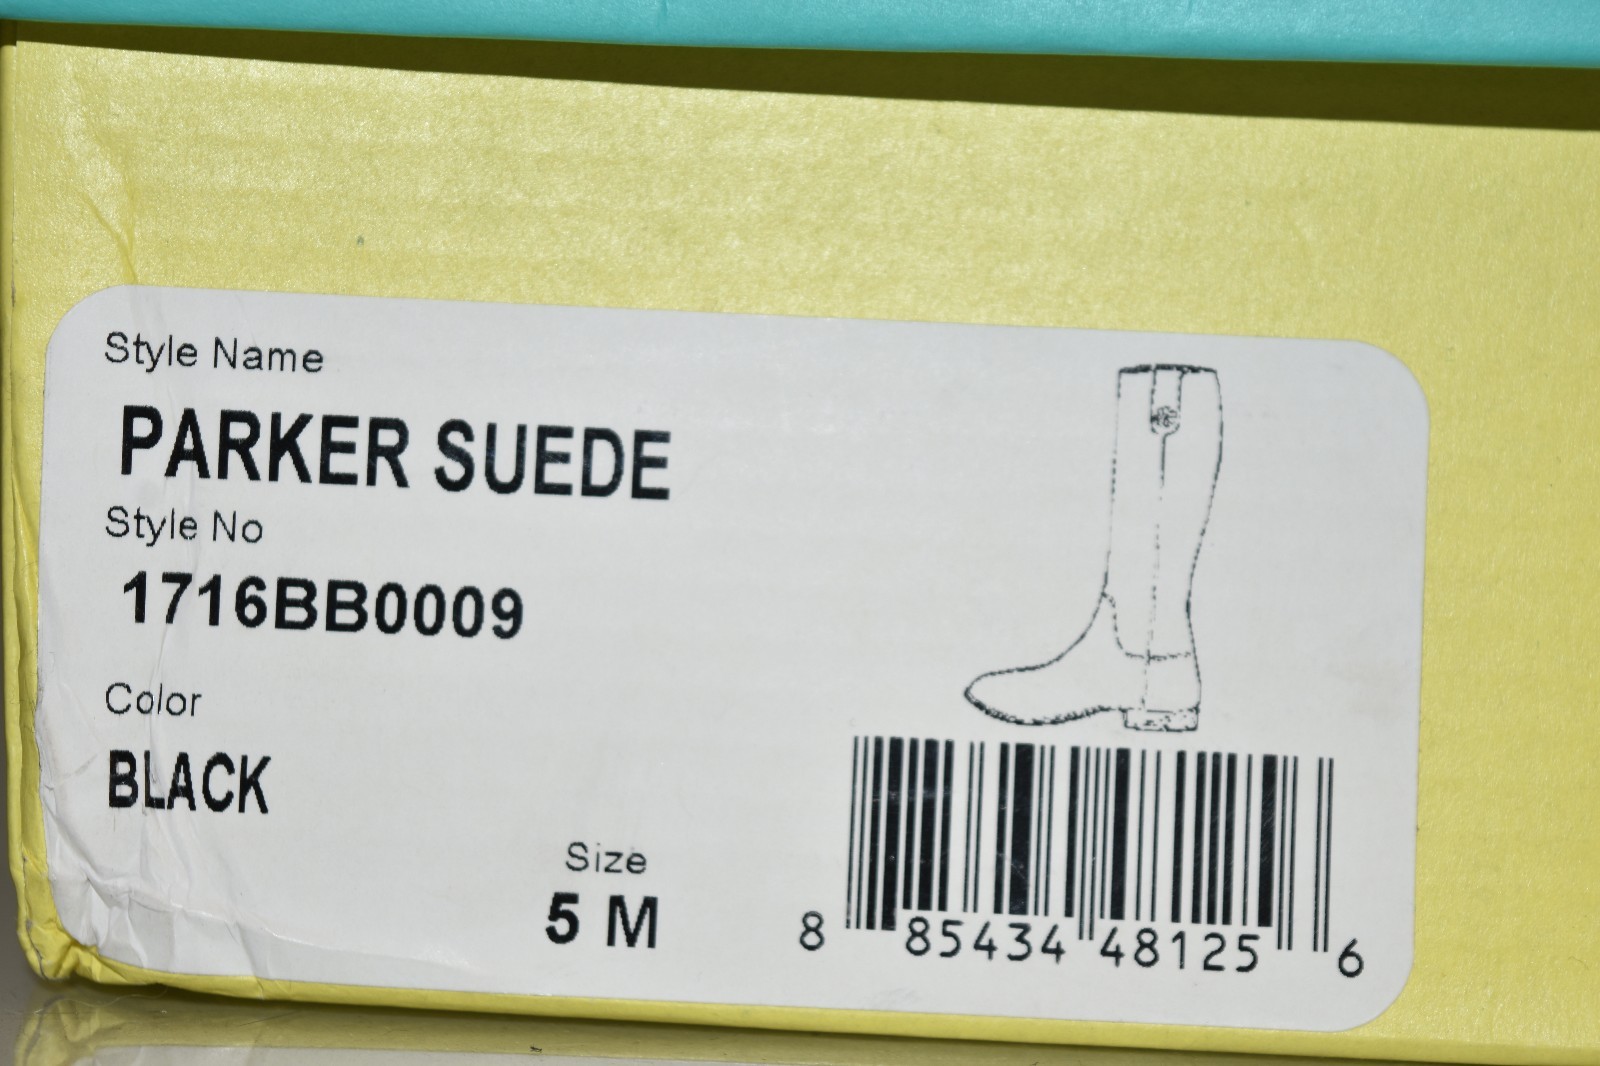 Style Name
PARKER SUEDE
Style No
1716BB0009
Color
BLACK
Size
5 M
8 85434 48125 6